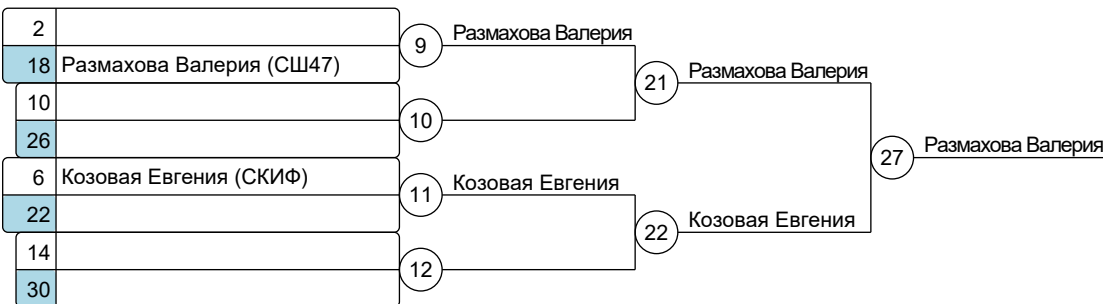 2
18 Размахова Валерия (СШ47)
10
26
6 Козовая Евгения (СКИФ)
22
14
30
9 Размахова Валерия
10
11 Козовая Евгения
12
21 Размахова Валерия
22 Козовая Евгения
27 Размахова Валерия